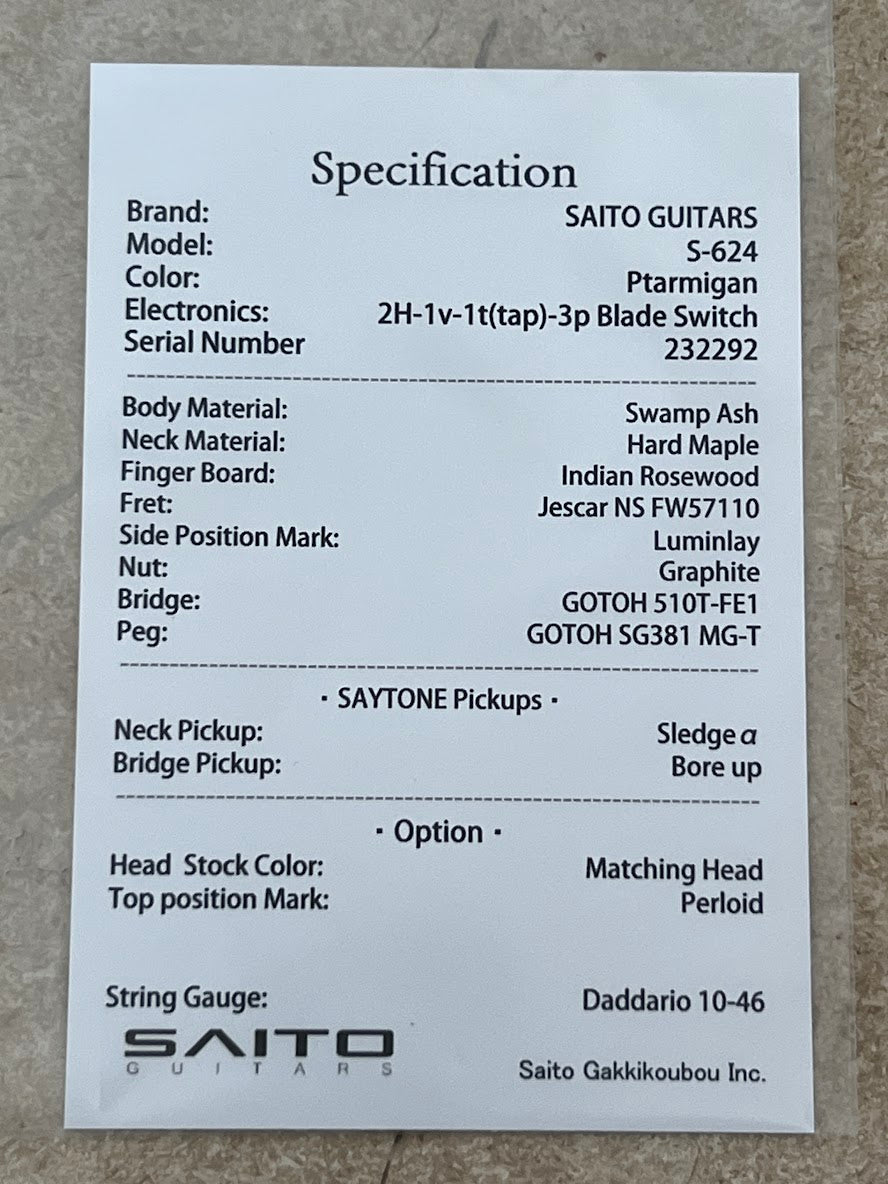 Specification
Brand: SAITO GUITARS
Model: S-624
Color: Ptarmigan
Electronics: 2H-1v-1t(tap)-3p Blade Switch
Serial Number 232292
Body Material: Swamp Ash
Neck Material: Hard Maple
Finger Board: Indian Rosewood
Fret: Jescar NS FW57110
Side Position Mark: Luminlay
Nut: Graphite
Bridge: GOTOH 510T-FE1
Peg: GOTOH SG381 MG-T
・SAYTONE Pickups・
Neck Pickup: Sledge α
Bridge Pickup: Bore up
・Option・
Head Stock Color: Matching Head
Top position Mark: Perloid
String Gauge: Daddario 10-46
SAITO
GUITARS
Saito Gakkikoubou Inc.